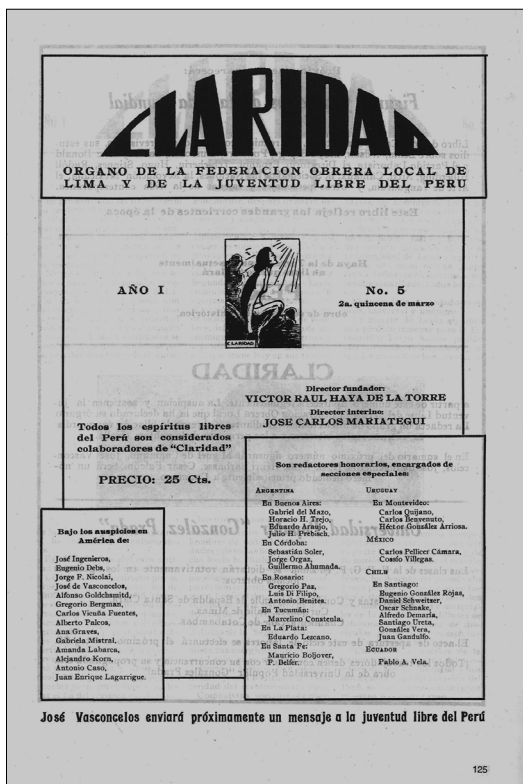 CLARIDAD
ORGANO DE LA FEDERACION OBRERA LOCAL DE
LIMA Y DE LA JUVENTUD LIBRE DEL PERU
AÑO I
CLARIDAD
No. 5
2a. quincena de marzo
Director fundador:
VICTOR RAUL HAYA DE LA TORRE
Director interino:
JOSE CARLOS MARIATEGUI
Todos los espíritus libres
del Perú son considerados
colaboradores de "Claridad"
PRECIO: 25 Cts.
Bajo los auspicios en
América de:
José Ingenieros,
Eugenio Debs,
Jorge F. Nicolai,
José de Vasconcelos,
Alfonso Goldchsmitd,
Gregorio Bergman,
Carlos Vicuña Fuentes,
Alberto Palcos,
Ana Graves,
Gabriela Mistral,
Amanda Labarca,
Alejandro Korn,
Antonio Caso,
Juan Enrique Lagarrigue.
Son redactores honorarios, encargados de
secciones especiales:
ARGENTINA
En Buenos Aires:
Gabriel del Mazo,
Horacio H. Trejo,
Eduardo Araujo,
Julio H. Prebisch.
En Córdoba:
Sebastián Soler,
Jorge Orgaz,
Guillermo Ahumada.
En Rosario:
Gregorio Paz,
Luis Di Filipo,
Antonio Benites.
En Tucumán:
Marcelino Constenla.
En La Plata:
Eduardo Lezcano.
En Santa Fe:
Mauricio Boljover,
P. Belfer.
URUGUAY
En Montevideo:
Carlos Quijano,
Carlos Benvenuto,
Héctor González Arriosa.
MÉXICO
Carlos Pellicer Cámara,
Cossío Villegas.
CHILE
En Santiago:
Eugenio González Rojas,
Daniel Schweitzer,
Oscar Schnake,
Alfredo Demaría,
Santiago Ureta,
González Vera,
Juan Gandulfo.
ECUADOR
Pablo A. Vela.
José Vasconcelos enviará próximamente un mensaje a la juventud libre del Perú
125